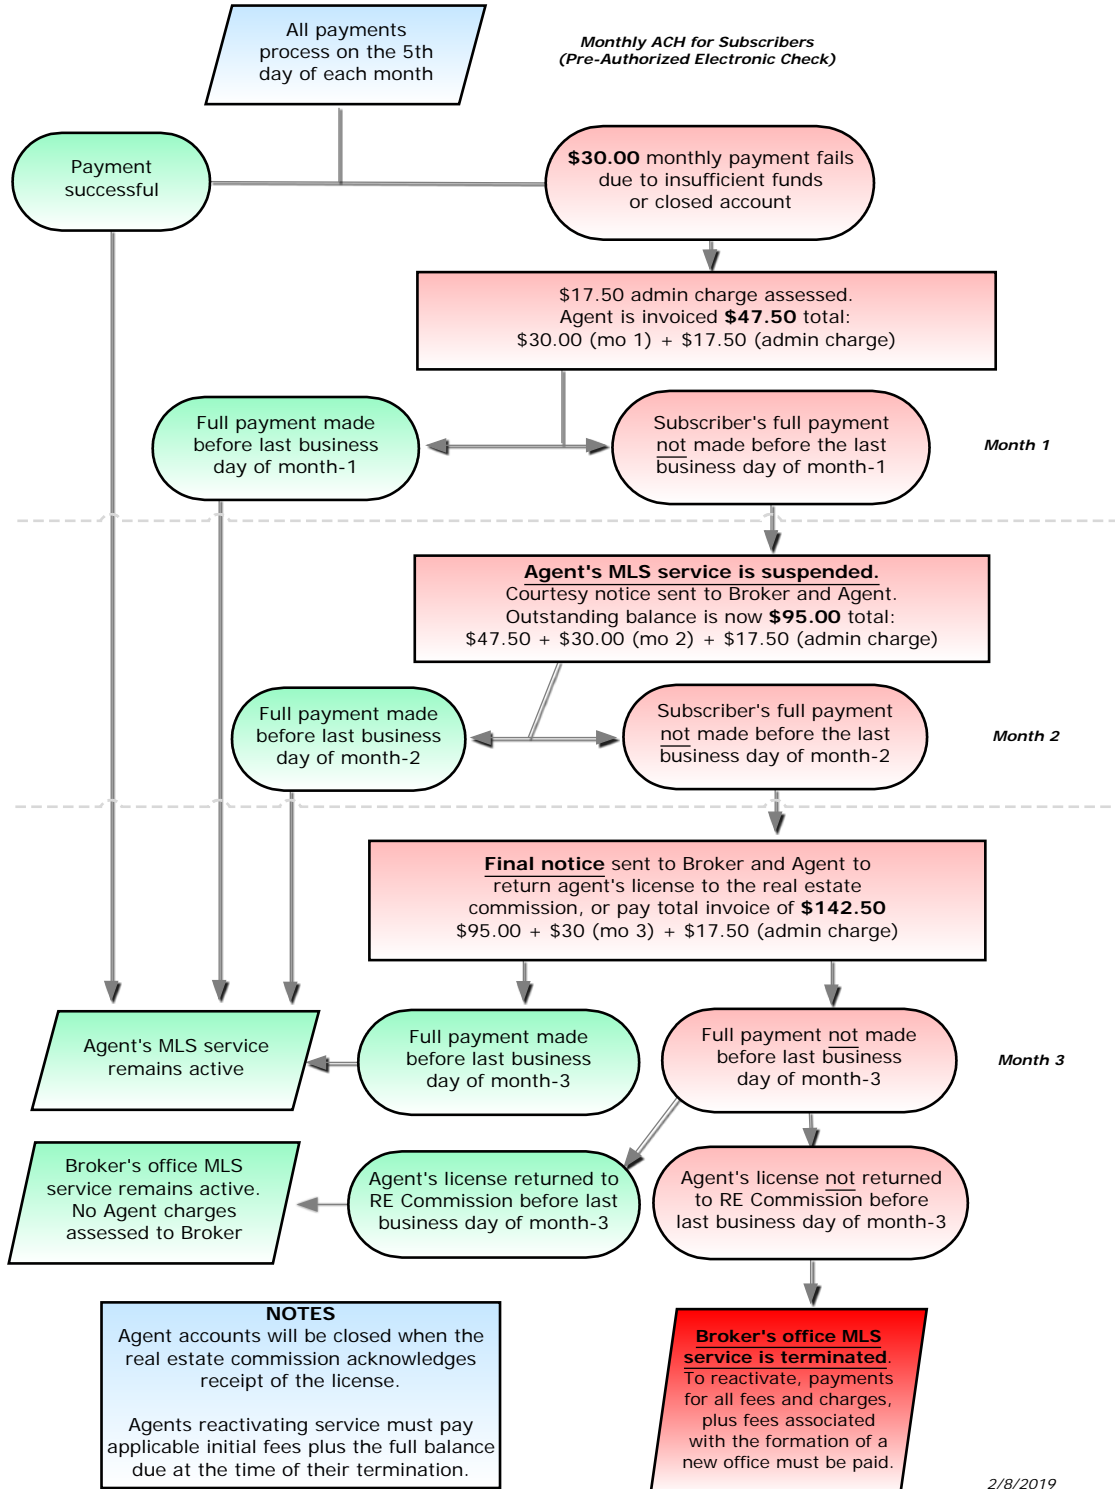 All payments
process on the 5th
day of each month
Monthly ACH for Subscribers
(Pre-Authorized Electronic Check)
Payment
successful
$30.00 monthly payment fails
due to insufficient funds
or closed account
$17.50 admin charge assessed.
Agent is invoiced $47.50 total:
$30.00 (mo 1) + $17.50 (admin charge)
Full payment made
before last business
day of month-1
Subscriber's full payment
not made before the last
business day of month-1
Month 1
Agent's MLS service is suspended.
Courtesy notice sent to Broker and Agent.
Outstanding balance is now $95.00 total:
$47.50 + $30.00 (mo 2) + $17.50 (admin charge)
Full payment made
before last business
day of month-2
Subscriber's full payment
not made before the last
business day of month-2
Month 2
Final notice sent to Broker and Agent to
return agent's license to the real estate
commission, or pay total invoice of $142.50
$95.00 + $30 (mo 3) + $17.50 (admin charge)
Agent's MLS service
remains active
Full payment made
before last business
day of month-3
Full payment not made
before last business
day of month-3
Month 3
Broker's office MLS
service remains active.
No Agent charges
assessed to Broker
Agent's license returned to
RE Commission before last
business day of month-3
Agent's license not returned
to RE Commission before
last business day of month-3
NOTES
Agent accounts will be closed when the
real estate commission acknowledges
receipt of the license.
Agents reactivating service must pay
applicable initial fees plus the full balance
due at the time of their termination.
Broker's office MLS
service is terminated.
To reactivate, payments
for all fees and charges,
plus fees associated
with the formation of a
new office must be paid.
2/8/2019